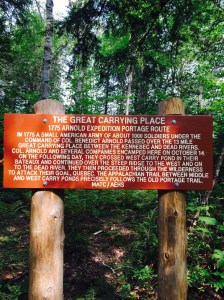 THE GREAT CARRYING PLACE
1775 ARNOLD EXPEDITION PORTAGE ROUTE
IN 1775 A SMALL AMERICAN ARMY OF ABOUT 1000 SOLDIERS UNDER THE
COMMAND OF COL. BENEDICT ARNOLD PASSED OVER THE 13 MILE
GREAT CARRYING PLACE BETWEEN THE KENNEBEC AND DEAD RIVERS.
COL. ARNOLD AND SEVERAL COMPANIES ENCAMPED HERE ON OCTOBER 14.
ON THE FOLLOWING DAY, THEY CROSSED WEST CARRY POND IN THEIR
BATEAUX AND CONTINUED OVER THE STEEP RIDGE TO THE WEST AND ON
TO THE DEAD RIVER. THEY THEN PROCEEDED THROUGH THE WILDERNESS
TO ATTACK THEIR GOAL, QUEBEC. THE APPALACHIAN TRAIL BETWEEN MIDDLE
AND WEST CARRY PONDS PRECISELY FOLLOWS THE OLD PORTAGE TRAIL.
MATC/AEHS